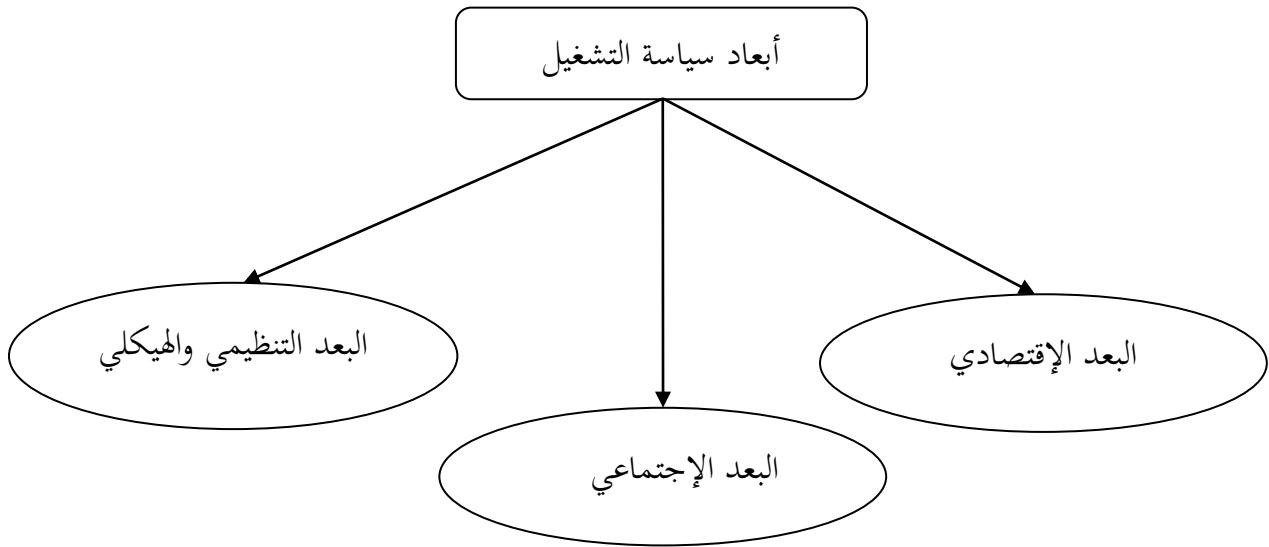 أبعاد سياسة التشغيل
البعد الإقتصادي
البعد التنظيمي والهيكلي
البعد الإجتماعي